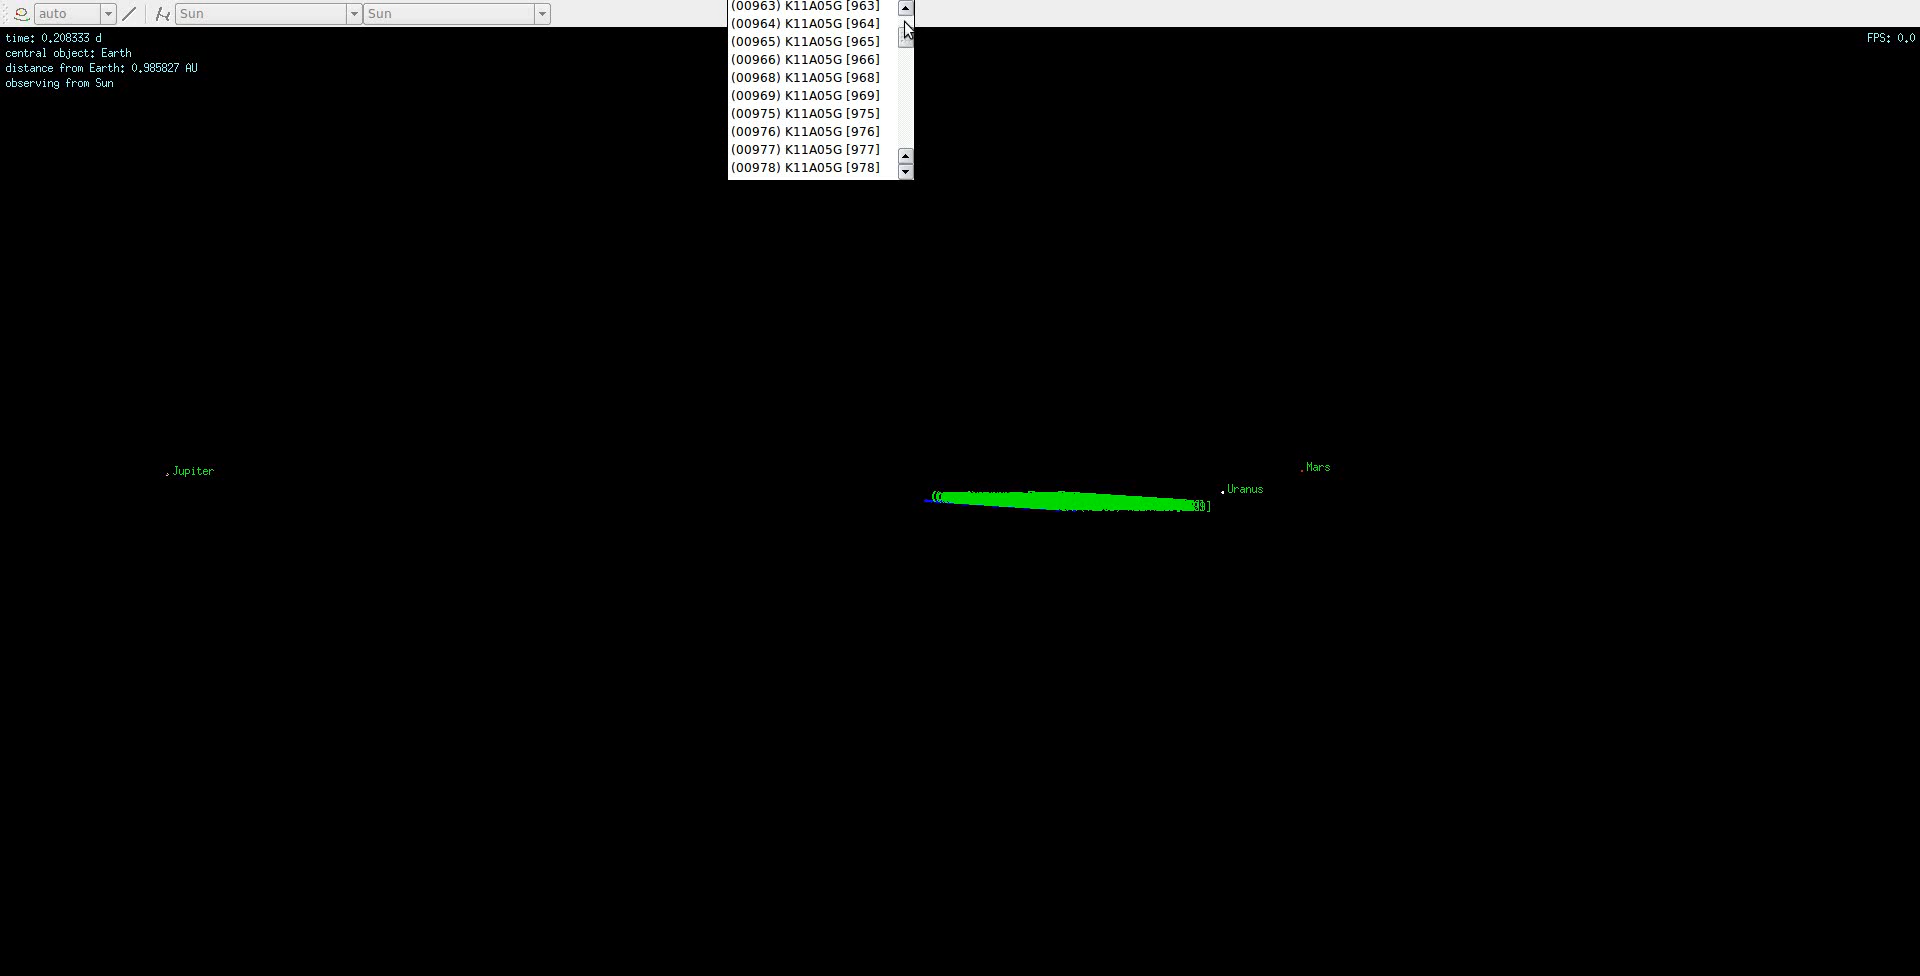 auto
Sun
Sun
(00963) K11A05G [963]
(00964) K11A05G [964]
(00965) K11A05G [965]
(00966) K11A05G [966]
(00968) K11A05G [968]
(00969) K11A05G [969]
(00975) K11A05G [975]
(00976) K11A05G [976]
(00977) K11A05G [977]
(00978) K11A05G [978]
time: 0.208333 d
central object: Earth
distance from Earth: 0.985827 AU
observing from Sun
FPS: 0.0
Jupiter
Mars
Uranus